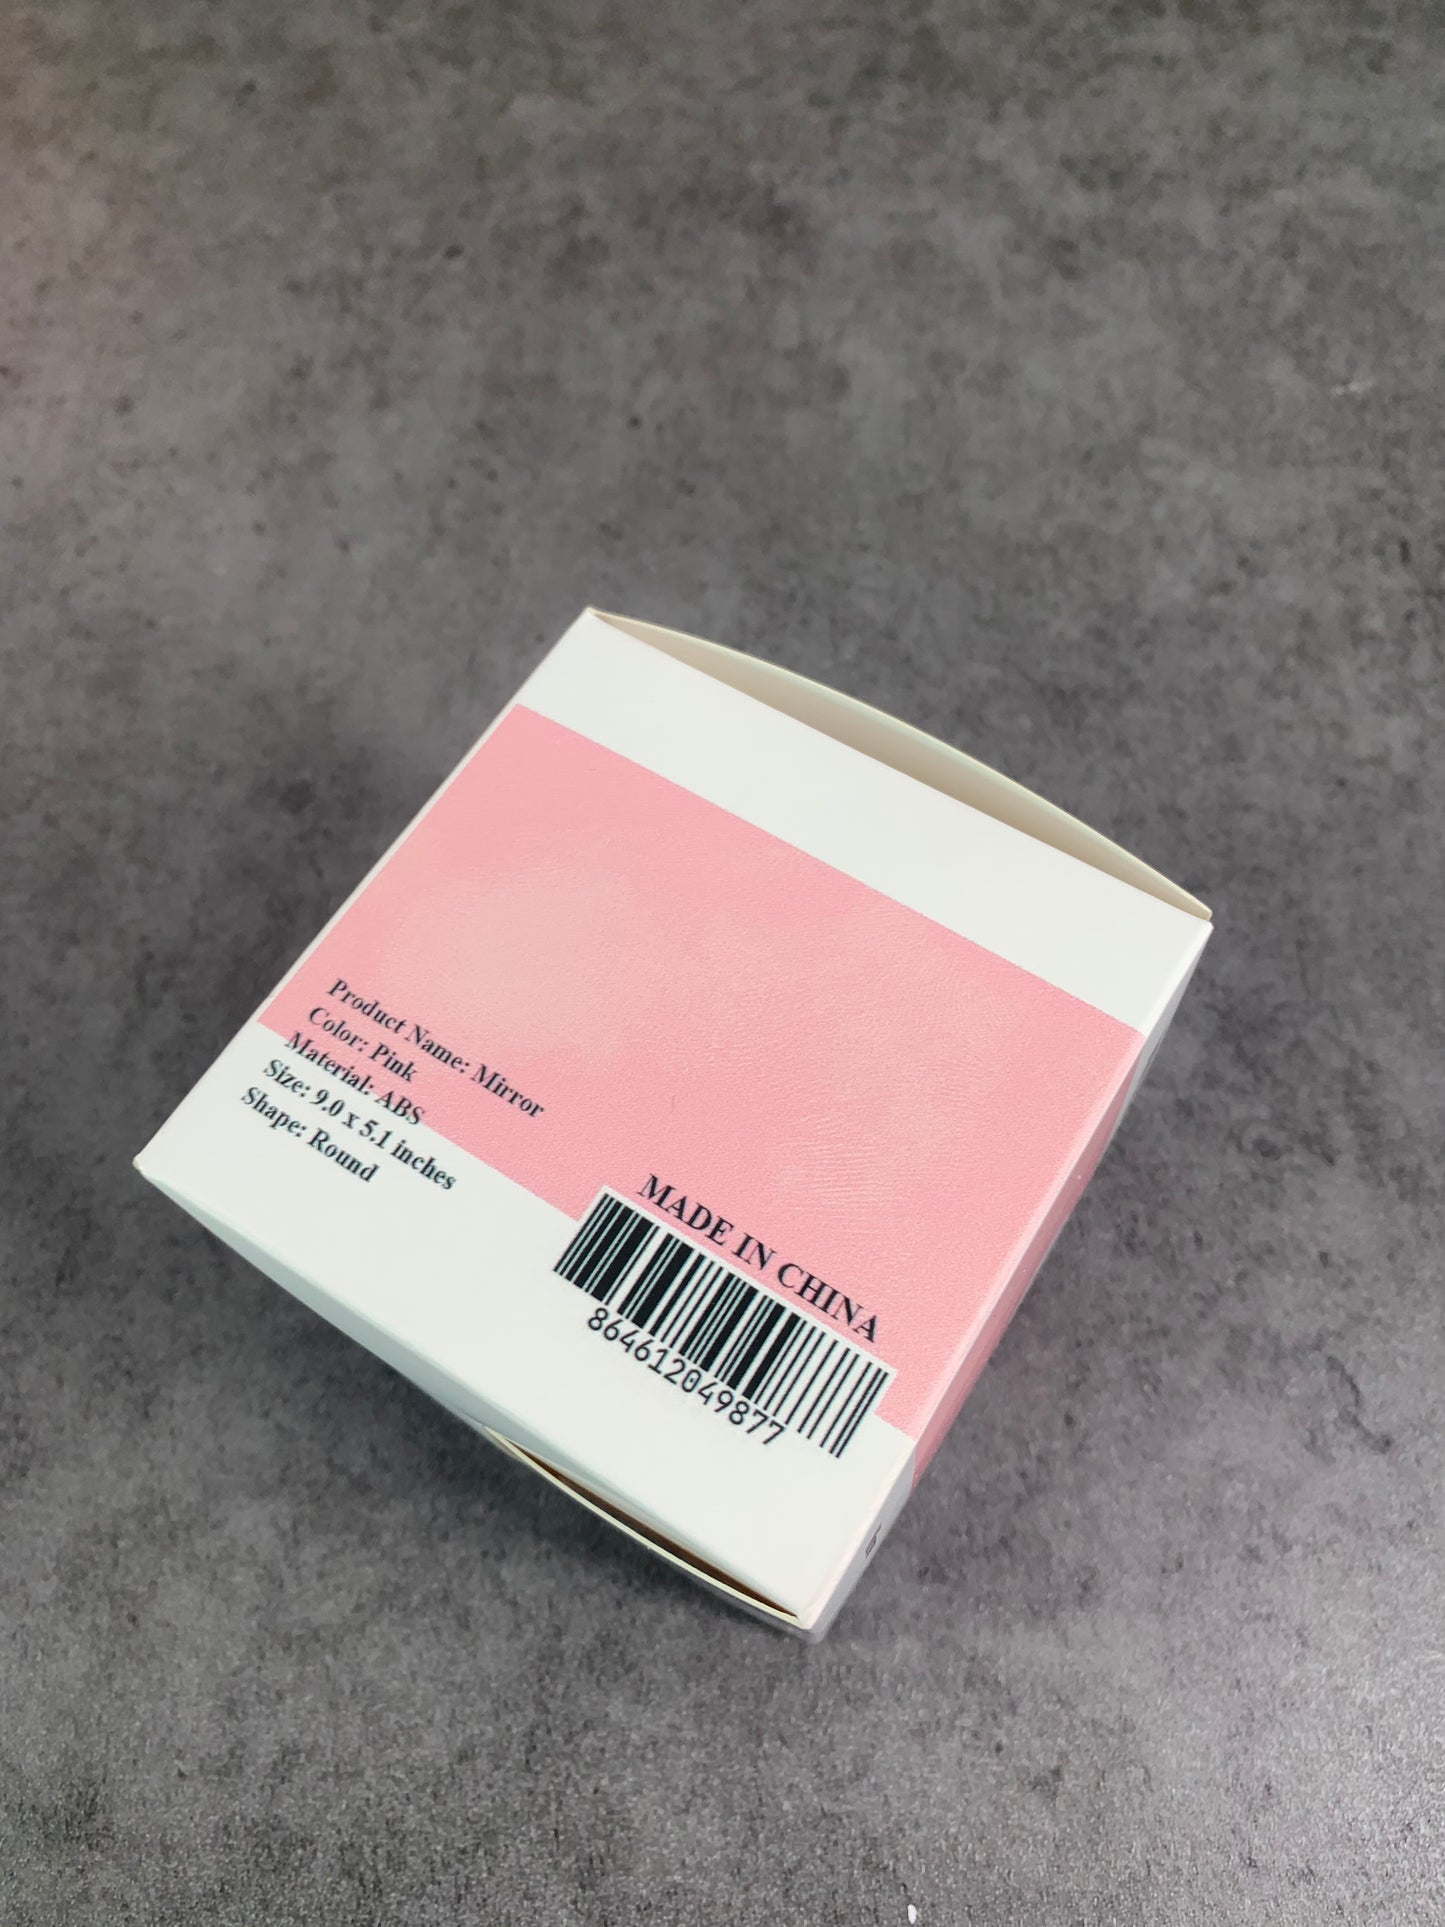 Product Name: Mirror
Color: Pink
Material: ABS
Size: 9.0 x 5.1 inches
Shape: Round
MADE IN CHINA
864612049877